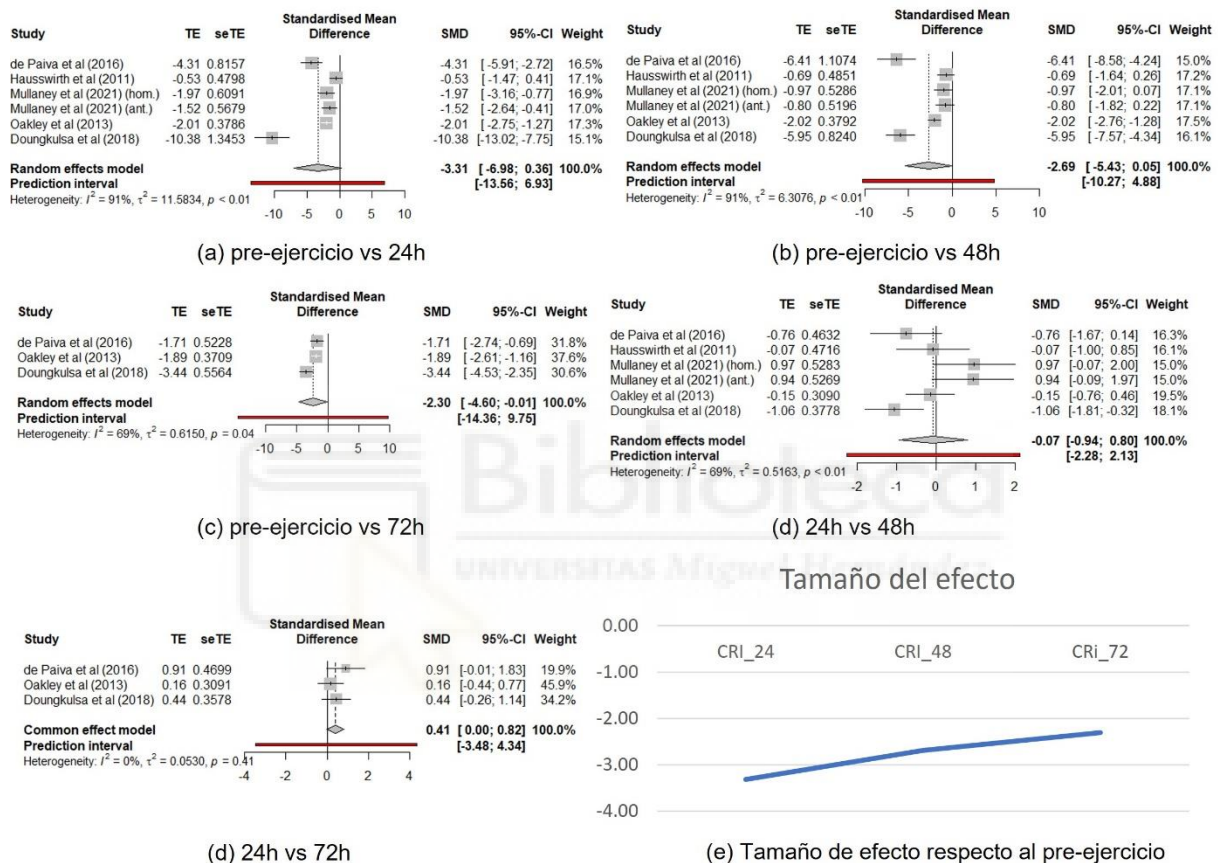 Standardised Mean
Study TE seTE Difference SMD 95%-CI Weight
de Paiva et al (2016) -4.31 0.8157 -4.31 [-5.91; -2.72] 16.5%
Hausswirth et al (2011) -0.53 0.4798 -0.53 [-1.47; 0.41] 17.1%
Mullaney et al (2021) (hom.) -1.97 0.6091 -1.97 [-3.16; -0.77] 16.9%
Mullaney et al (2021) (ant.) -1.52 0.5679 -1.52 [-2.64; -0.41] 17.0%
Oakley et al (2013) -2.01 0.3786 -2.01 [-2.75; -1.27] 17.3%
Doungkulsa et al (2018) -10.38 1.3453 -10.38 [-13.02; -7.75] 15.1%
Random effects model -3.31 [-6.98; 0.36] 100.0%
Prediction interval [-13.56; 6.93]
Heterogeneity: I² = 91%, τ² = 11.5834, p < 0.01
-10 -5 0 5 10
(a) pre-ejercicio vs 24h
Standardised Mean
Study TE seTE Difference SMD 95%-CI Weight
de Paiva et al (2016) -6.41 1.1074 -6.41 [-8.58; -4.24] 15.0%
Hausswirth et al (2011) -0.69 0.4851 -0.69 [-1.64; 0.26] 17.2%
Mullaney et al (2021) (hom.) -0.97 0.5286 -0.97 [-2.01; 0.07] 17.1%
Mullaney et al (2021) (ant.) -0.80 0.5196 -0.80 [-1.82; 0.22] 17.1%
Oakley et al (2013) -2.02 0.3792 -2.02 [-2.76; -1.28] 17.4%
Doungkulsa et al (2018) -5.95 0.8240 -5.95 [-7.57; -4.34] 16.1%
Random effects model -2.69 [-5.43; 0.05] 100.0%
Prediction interval [-10.27; 4.88]
Heterogeneity: I² = 91%, τ² = 6.3076, p < 0.01
-10 -5 0 5 10
(b) pre-ejercicio vs 48h
Standardised Mean
Study TE seTE Difference SMD 95%-CI Weight
de Paiva et al (2016) -1.71 0.5228 -1.71 [-2.74; -0.69] 31.8%
Oakley et al (2013) -1.89 0.3709 -1.89 [-2.61; -1.16] 37.6%
Doungkulsa et al (2018) -3.44 0.5564 -3.44 [-4.53; -2.35] 30.6%
Random effects model -2.30 [-4.60; -0.01] 100.0%
Prediction interval [-14.36; 9.75]
Heterogeneity: I² = 69%, τ² = 0.6150, p = 0.04
-10 -5 0 5 10
(c) pre-ejercicio vs 72h
Standardised Mean
Study TE seTE Difference SMD 95%-CI Weight
de Paiva et al (2016) -0.76 0.4632 -0.76 [-1.67; 0.14] 16.3%
Hausswirth et al (2011) -0.07 0.4716 -0.07 [-1.00; 0.85] 16.1%
Mullaney et al (2021) (hom.) 0.97 0.5283 0.97 [-0.07; 2.00] 15.0%
Mullaney et al (2021) (ant.) 0.94 0.5269 0.94 [-0.09; 1.97] 15.0%
Oakley et al (2013) -0.15 0.3090 -0.15 [-0.76; 0.46] 19.5%
Doungkulsa et al (2018) -1.06 0.3778 -1.06 [-1.81; -0.32] 18.1%
Random effects model -0.07 [-0.94; 0.80] 100.0%
Prediction interval [-2.28; 2.13]
Heterogeneity: I² = 69%, τ² = 0.5163, p < 0.01
-2 -1 0 1 2
(d) 24h vs 48h
Biblioteca
UNIVERSITAS Miguel Hernández
Standardised Mean
Study TE seTE Difference SMD 95%-CI Weight
de Paiva et al (2016) 0.91 0.4699 0.91 [-0.01; 1.83] 19.9%
Oakley et al (2013) 0.16 0.3091 0.16 [-0.44; 0.77] 45.9%
Doungkulsa et al (2018) 0.44 0.3578 0.44 [-0.26; 1.14] 34.2%
Common effect model 0.41 [0.00; 0.82] 100.0%
Prediction interval [-3.48; 4.34]
Heterogeneity: I² = 0%, τ² = 0.0530, p = 0.41
-4 -2 0 2 4
(d) 24h vs 72h
Tamaño del efecto
0.00
CRI_24 CRI_48 CRi_72
-1.00
-2.00
-3.00
-4.00
(e) Tamaño de efecto respecto al pre-ejercicio